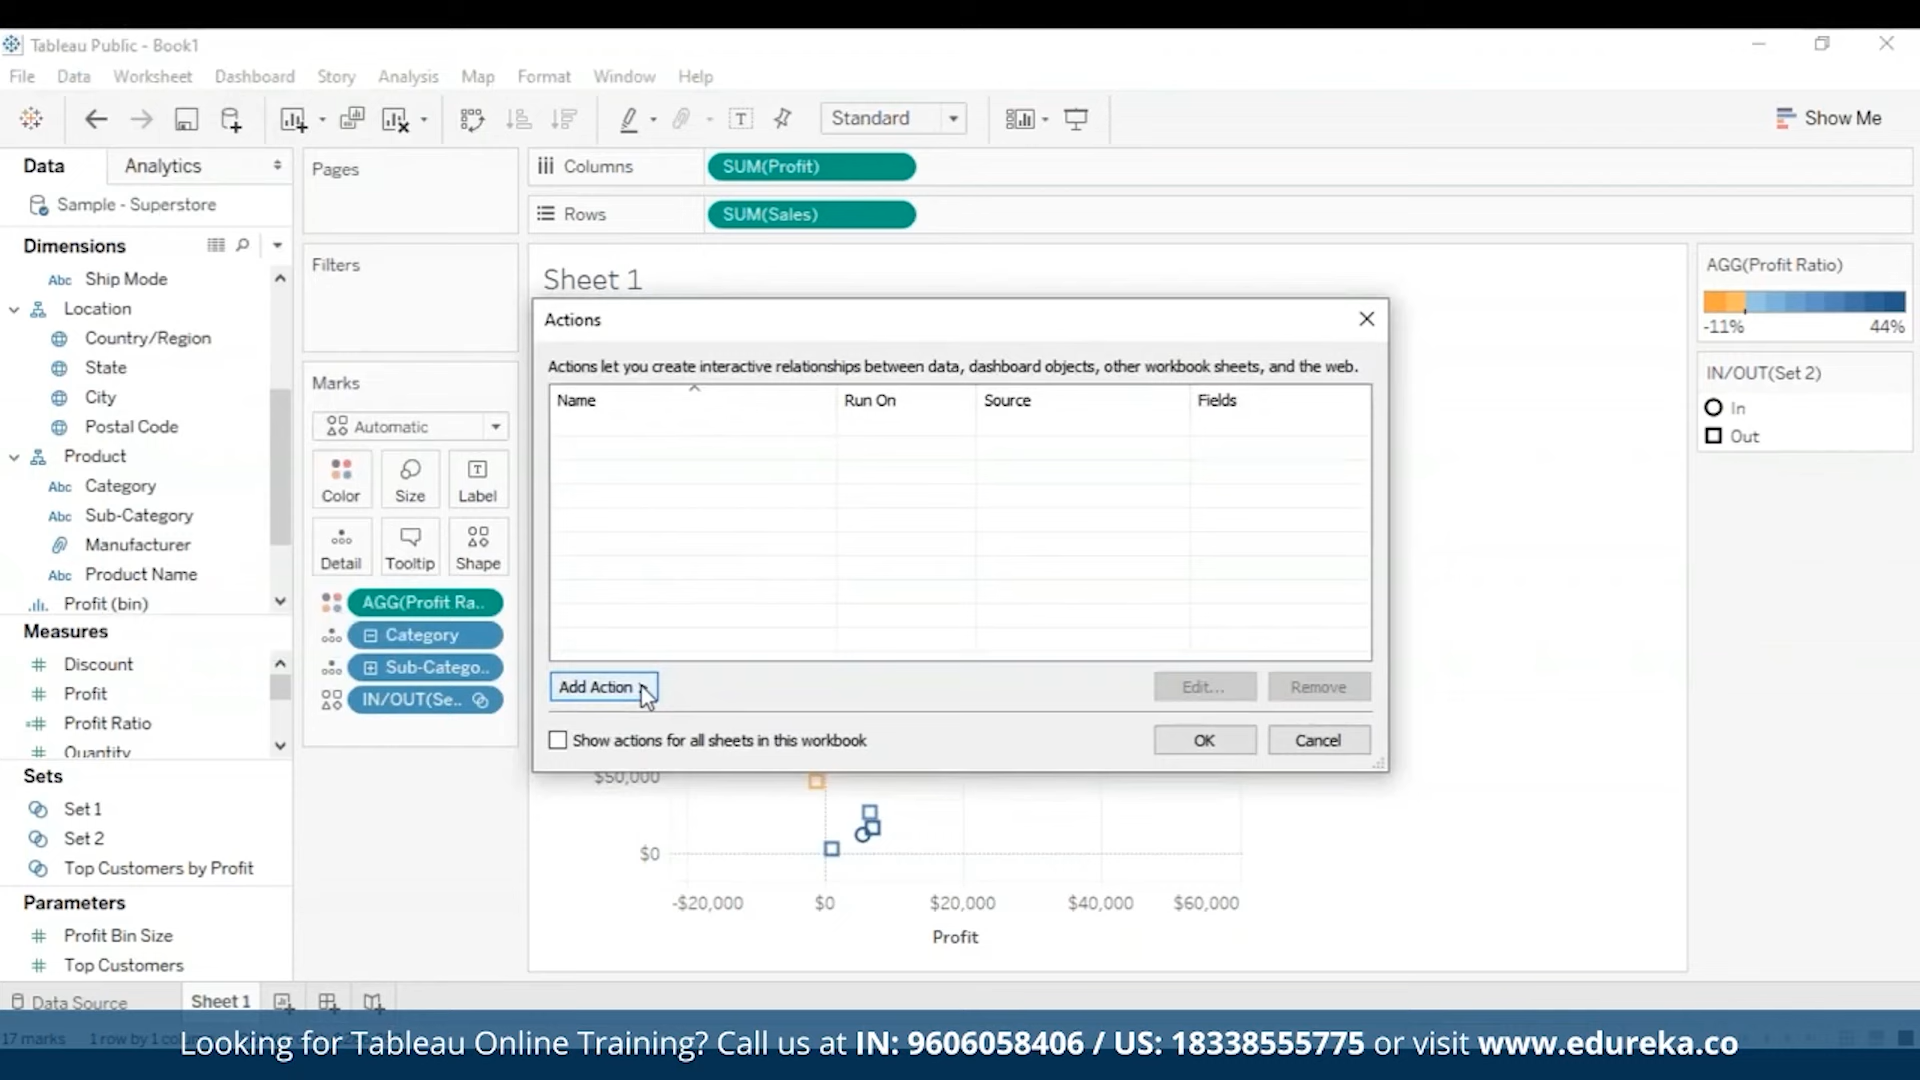 Tableau Public - Book1
File Data Worksheet Dashboard Story Analysis Map Format Window Help
Standard
Show Me
Data Analytics
Sample - Superstore
Dimensions
Abc Ship Mode
Location
Country/Region
State
City
Postal Code
Product
Abc Category
Abc Sub-Category
Manufacturer
Abc Product Name
Profit (bin)
Measures
Discount
Profit
Profit Ratio
Quantity
Sets
Set 1
Set 2
Top Customers by Profit
Parameters
Profit Bin Size
Top Customers
Pages
Filters
Marks
Automatic
Color Size Label
Detail Tooltip Shape
AGG(Profit Ra..
Category
Sub-Catego..
IN/OUT(Se..
Columns SUM(Profit)
Rows SUM(Sales)
Sheet 1
Actions
Actions let you create interactive relationships between data, dashboard objects, other workbook sheets, and the web.
Name Run On Source Fields
Add Action Edit... Remove
Show actions for all sheets in this workbook OK Cancel
$50,000
$0
-$20,000 $0 $20,000 $40,000 $60,000
Profit
AGG(Profit Ratio)
-11% 44%
IN/OUT(Set 2)
In
Out
Data Source Sheet 1
17 marks
Looking for Tableau Online Training? Call us at IN: 9606058406 / US: 18338555775 or visit www.edureka.co